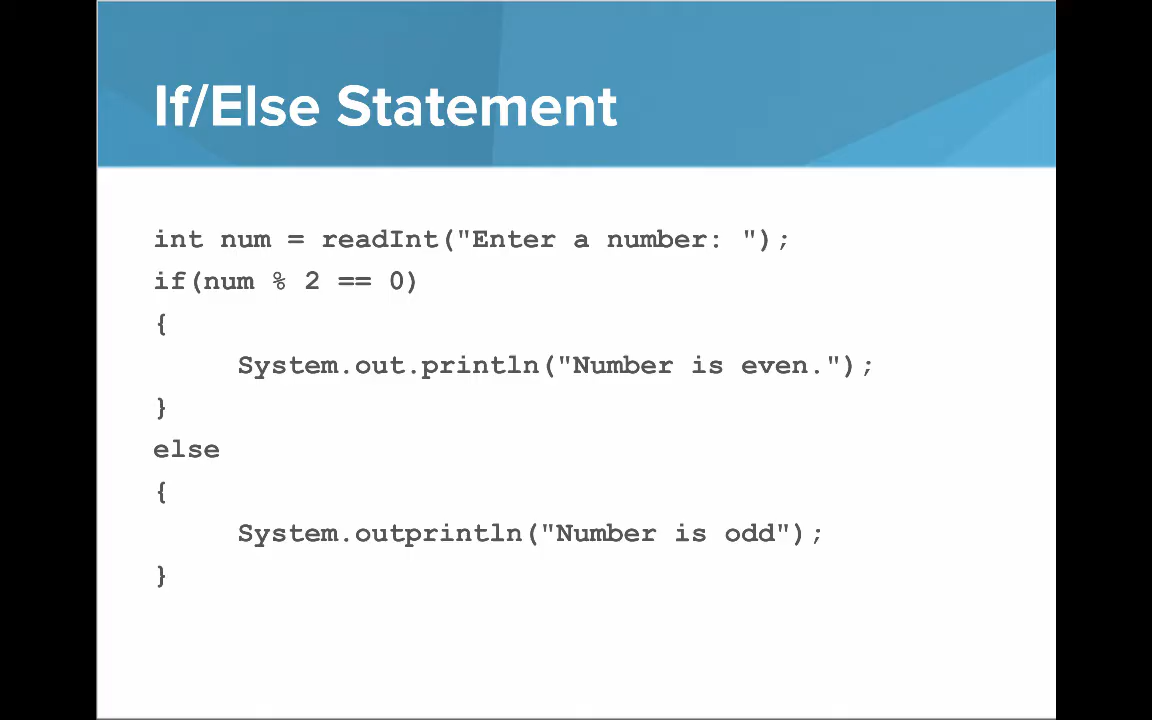 If/Else Statement
int num = readInt("Enter a number: ");
if(num % 2 == 0)
{
System.out.println("Number is even.");
}
else
{
System.outprintln("Number is odd");
}